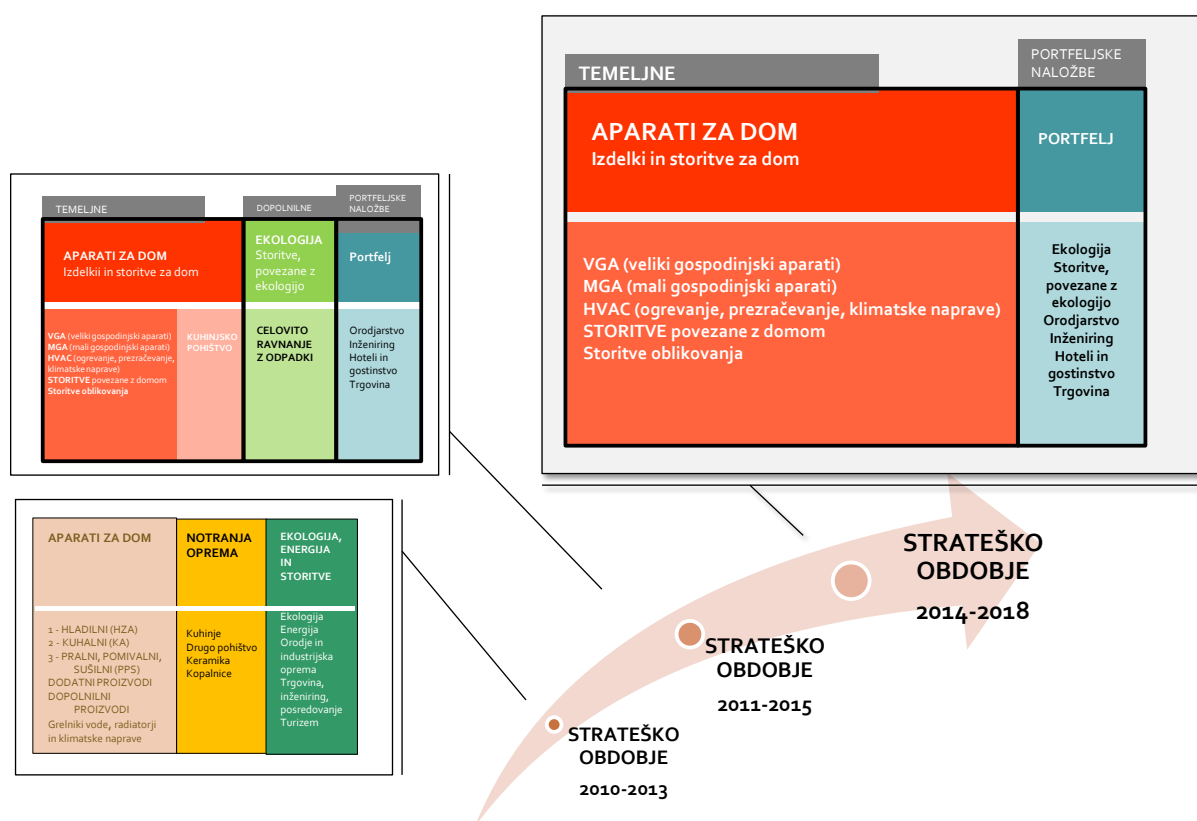 TEMELJNE
PORTFELJSKE
NALOŽBE
APARATI ZA DOM
Izdelki in storitve za dom
PORTFELJ
VGA (veliki gospodinjski aparati)
MGA (mali gospodinjski aparati)
HVAC (ogrevanje, prezračevanje, klimatske naprave)
STORITVE povezane z domom
Storitve oblikovanja
Ekologija
Storitve,
povezane z
ekologijo
Orodjarstvo
Inženiring
Hoteli in
gostinstvo
Trgovina
TEMELJNE
DOPOLNILNE
PORTFELJSKE
NALOŽBE
APARATI ZA DOM
Izdelkii in storitve za dom
EKOLOGIJA
Storitve,
povezane z
ekologijo
Portfelj
VGA (veliki gospodinjski aparati)
MGA (mali gospodinjski aparati)
HVAC (ogrevanje, prezračevanje,
klimatske naprave)
STORITVE povezane z domom
Storitve oblikovanja
KUHINJSKO
POHIŠTVO
CELOVITO
RAVNANJE
Z ODPADKI
Orodjarstvo
Inženiring
Hoteli in
gostinstvo
Trgovina
APARATI ZA DOM
NOTRANJA
OPREMA
EKOLOGIJA,
ENERGIJA
IN
STORITVE
1 - HLADILNI (HZA)
2 - KUHALNI (KA)
3 - PRALNI, POMIVALNI,
SUŠILNI (PPS)
DODATNI PROIZVODI
DOPOLNILNI
PROIZVODI
Grelniki vode, radiatorji
in klimatske naprave
Kuhinje
Drugo pohištvo
Keramika
Kopalnice
Ekologija
Energija
Orodje in
industrijska
oprema
Trgovina,
inženiring,
posredovanje
Turizem
STRATEŠKO
OBDOBJE
2014-2018
STRATEŠKO
OBDOBJE
2011-2015
STRATEŠKO
OBDOBJE
2010-2013